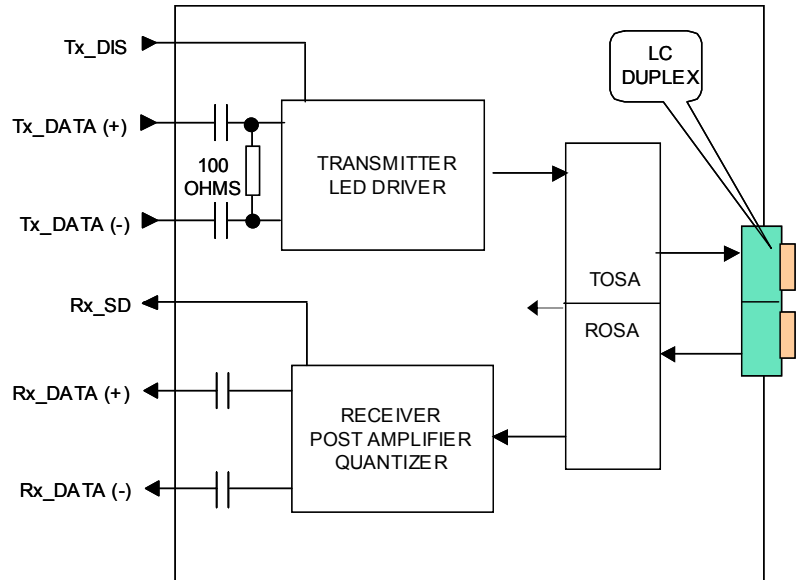 Tx_DIS
LC
DUPLEX
Tx_DATA (+)
100
OHMS
TRANSMITTER
LED DRIVER
Tx_DATA (-)
TOSA
Rx_SD
ROSA
Rx_DATA (+)
RECEIVER
POST AMPLIFIER
QUANTIZER
Rx_DATA (-)